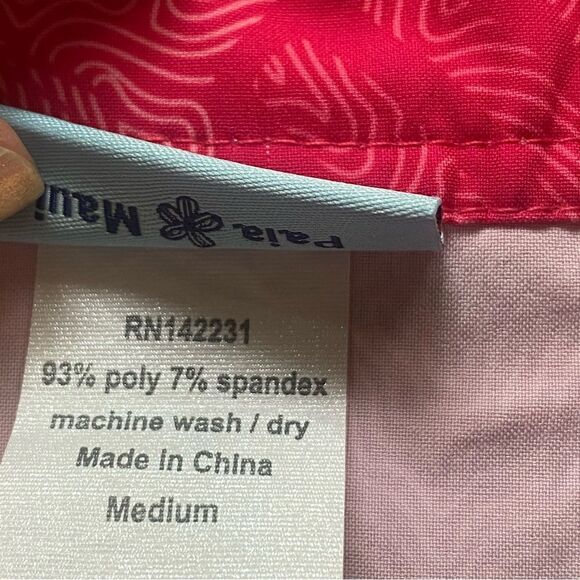 Paia Maui
RN142231
93% poly 7% spandex
machine wash / dry
Made in China
Medium